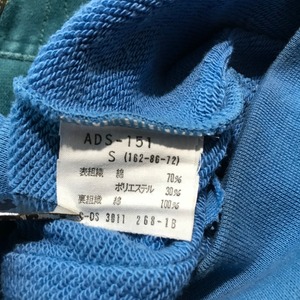 ADS-151
S (162-86-72)
表組織 綿 70%
ポリエステル 30%
裏組織 綿 100%
C-DS 3011 268-1B